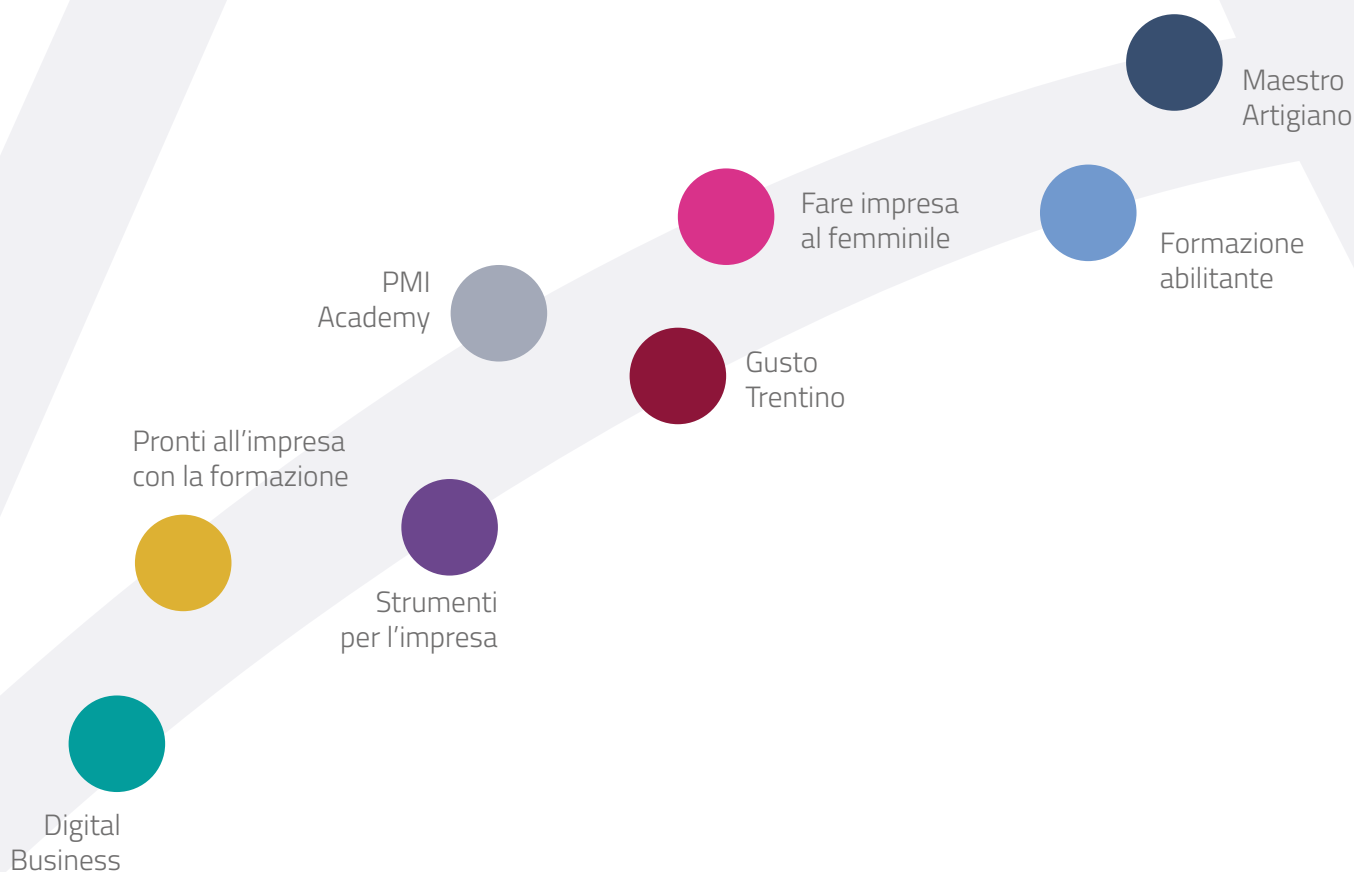 Maestro
Artigiano
Fare impresa
al femminile
Formazione
abilitante
PMI
Academy
Gusto
Trentino
Pronti all’impresa
con la formazione
Strumenti
per l’impresa
Digital
Business